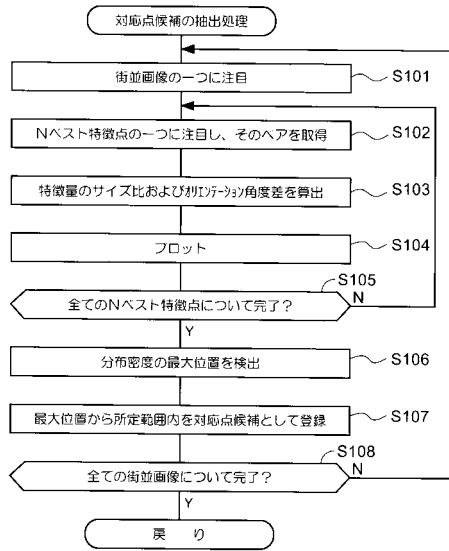 対応点候補の抽出処理
街並画像の一つに注目
S101
Nベスト特徴点の一つに注目し、そのペアを取得
S102
特徴量のサイズ比およびオリエンテーション角度差を算出
S103
プロット
S104
S105
全てのNベスト特徴点について完了?
N
Y
分布密度の最大位置を検出
S106
最大位置から所定範囲内を対応点候補として登録
S107
S108
全ての街並画像について完了?
N
Y
戻 り